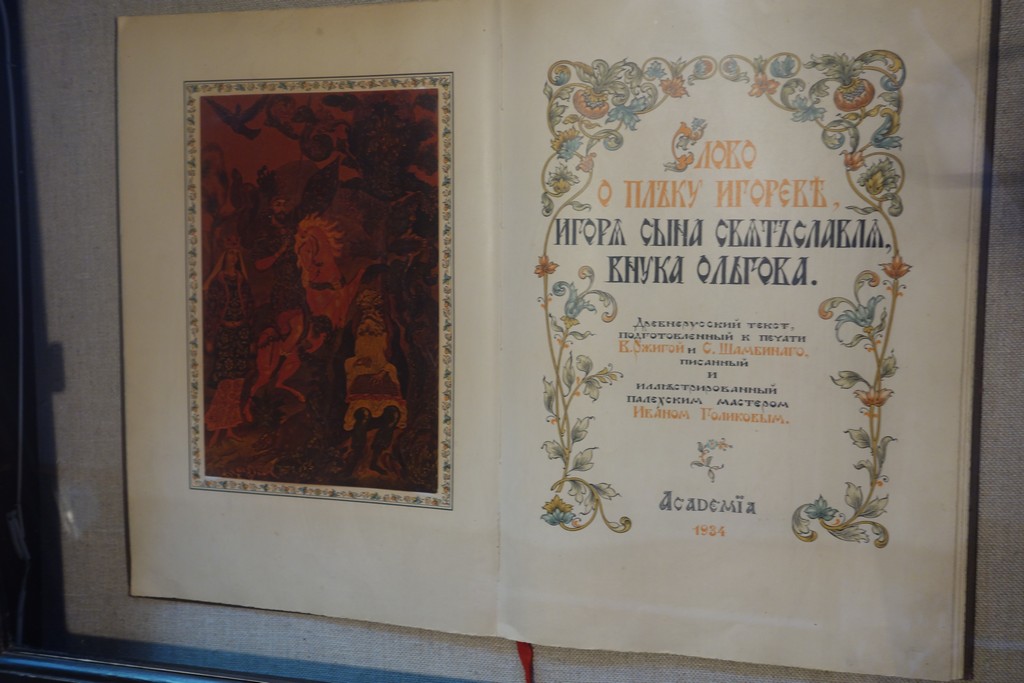 Слово
о плъку Игоревѣ,
Игоря сына Святъславля,
внука Ольгова.
Древнерусский текст,
подготовленный к печати
В. Ржигой и С. Шамбинаго,
писанный
и
иллюстрированный
палехским мастером
Иваном Голиковым.
Academïa
1934